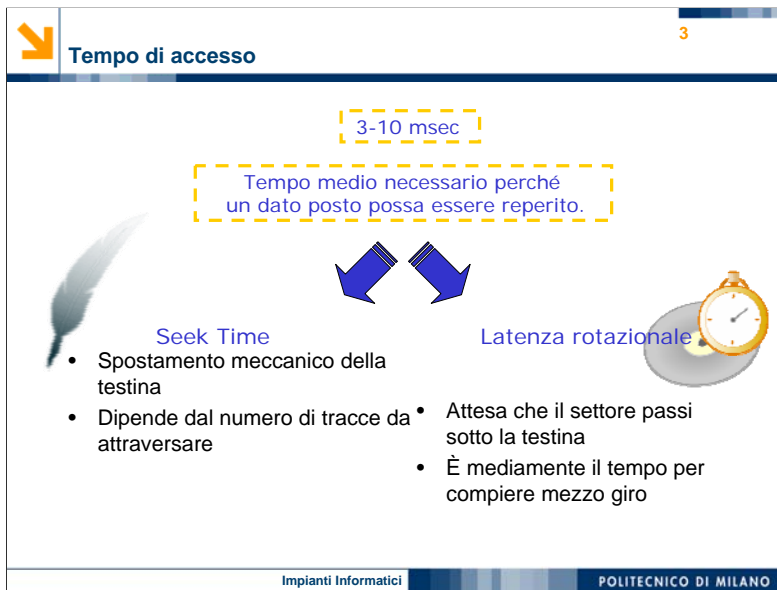 3
Tempo di accesso
3-10 msec
Tempo medio necessario perché
un dato posto possa essere reperito.
Seek Time
• Spostamento meccanico della
testina
• Dipende dal numero di tracce da
attraversare
Latenza rotazionale
• Attesa che il settore passi
sotto la testina
• È mediamente il tempo per
compiere mezzo giro
Impianti Informatici
POLITECNICO DI MILANO